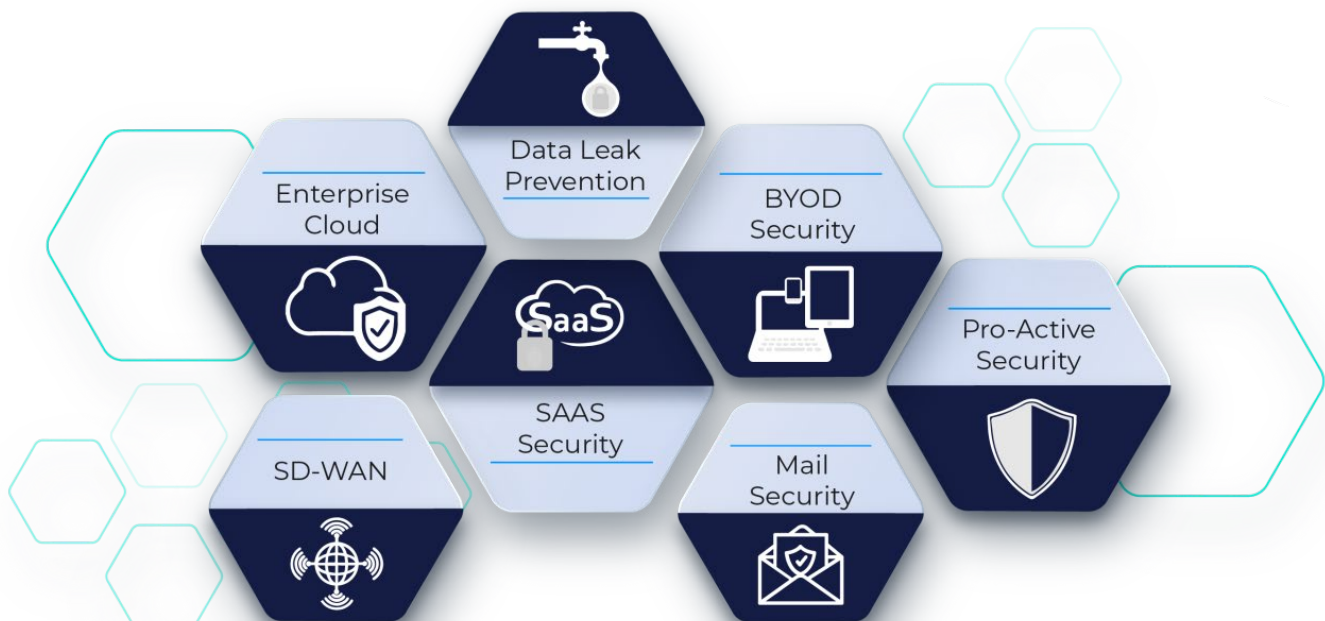 Data Leak
Prevention
Enterprise
Cloud
BYOD
Security
SaaS
SAAS
Security
Pro-Active
Security
SD-WAN
Mail
Security